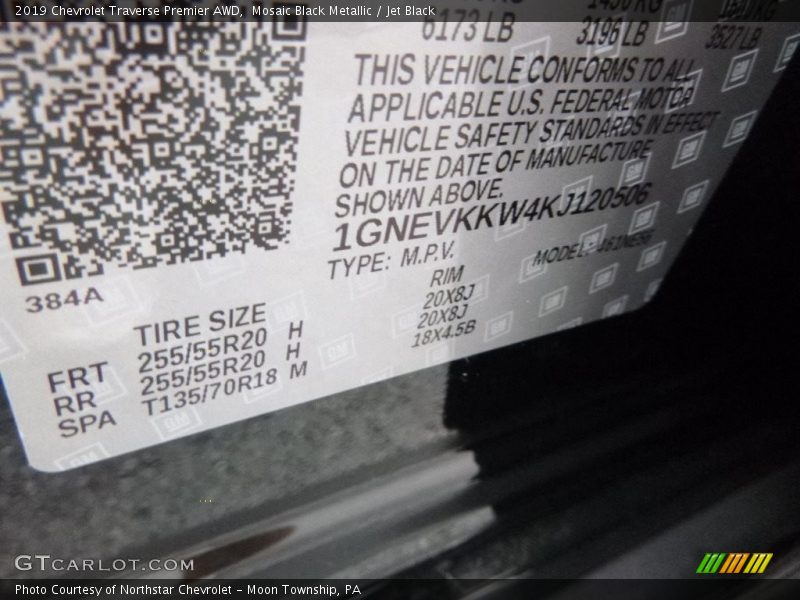 2019 Chevrolet Traverse Premier AWD, Mosaic Black Metallic / Jet Black
6173 LB 3196 LB 3527 LB
THIS VEHICLE CONFORMS TO ALL
APPLICABLE U.S. FEDERAL MOTOR
VEHICLE SAFETY STANDARDS IN EFFECT
ON THE DATE OF MANUFACTURE
SHOWN ABOVE.
1GNEVKKW4KJ120506
TYPE: M.P.V. MODEL:
384A
TIRE SIZE RIM
FRT 255/55R20 H 20X8J
RR 255/55R20 H 20X8J
SPA T135/70R18 M 18X4.5B
GTCARLOT.COM
Photo Courtesy of Northstar Chevrolet - Moon Township, PA